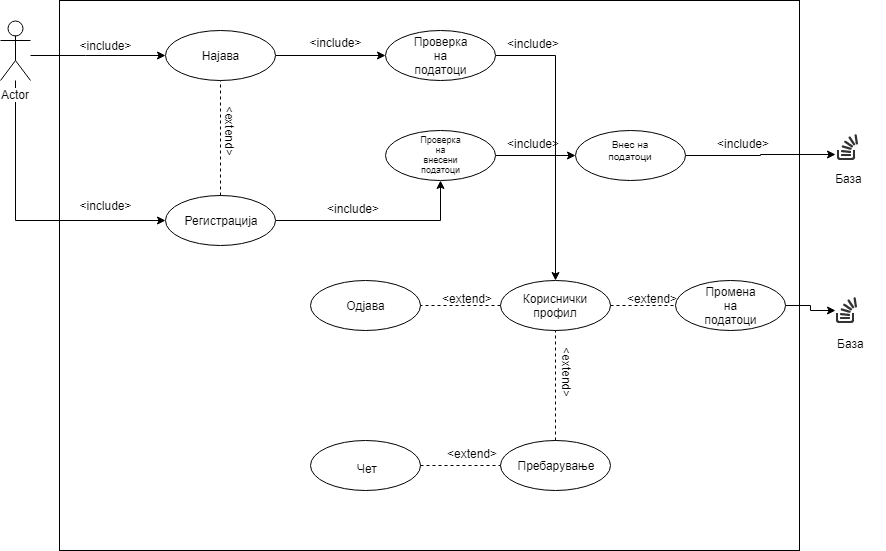 Actor
<include>
Најава
<include>
Проверка
на
податоци
<include>
<extend>
Проверка
на
внесени
податоци
<include>
Внес на
податоци
<include>
База
<include>
Регистрација
<include>
Одјава
<extend>
Кориснички
профил
<extend>
Промена
на
податоци
База
<extend>
Чет
<extend>
Пребарување